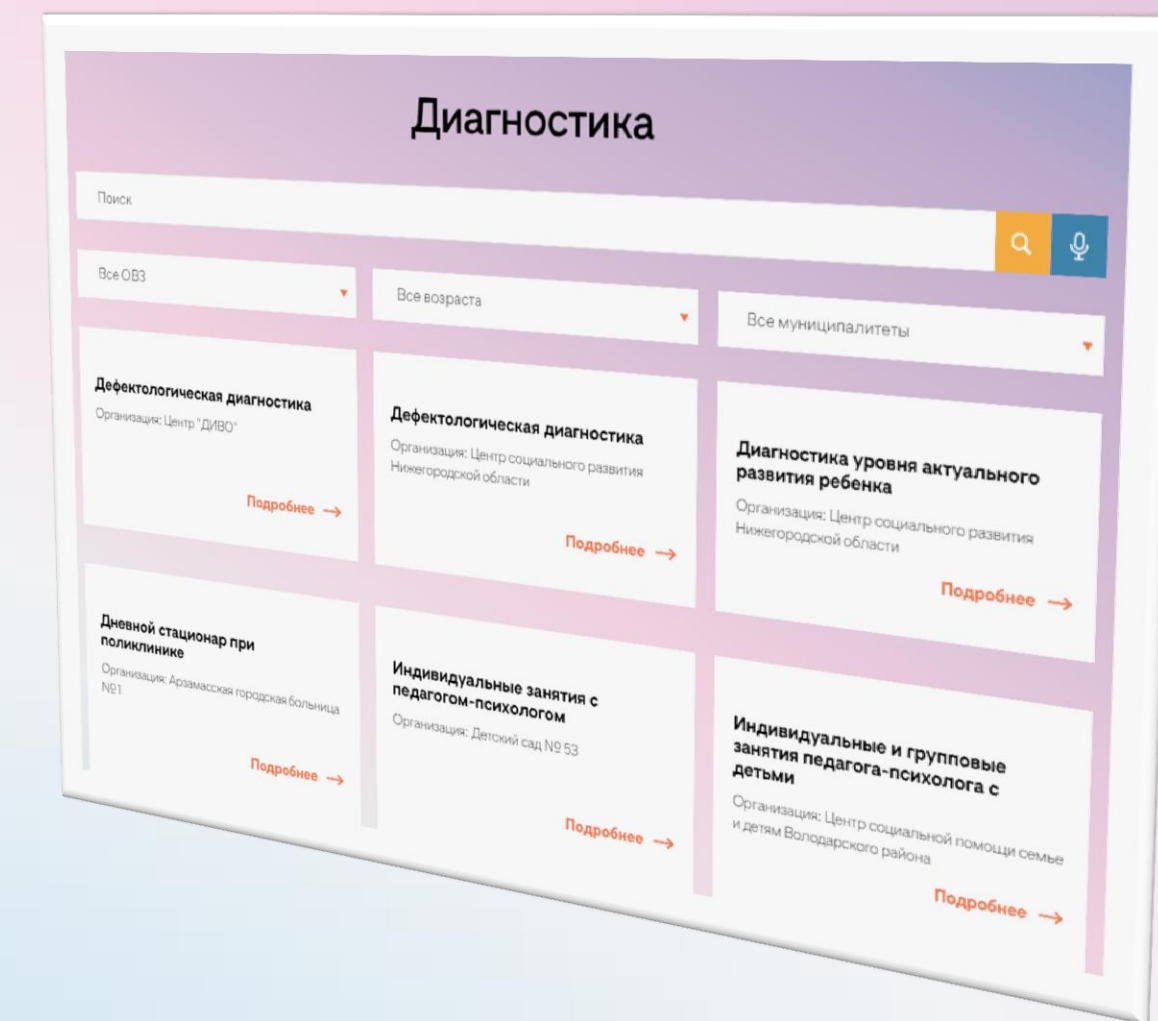 Диагностика
Поиск
Все ОВЗ
Все возраста
Все муниципалитеты
Дефектологическая диагностика
Организация: Центр "ДИВО"
Подробнее →
Дефектологическая диагностика
Организация: Центр социального развития
Нижегородской области
Подробнее →
Диагностика уровня актуального
развития ребенка
Организация: Центр социального развития
Нижегородской области
Подробнее →
Дневной стационар при
поликлинике
Организация: Арзамасская городская больница
№1
Подробнее →
Индивидуальные занятия с
педагогом-психологом
Организация: Детский сад № 53
Подробнее →
Индивидуальные и групповые
занятия педагога-психолога с
детьми
Организация: Центр социальной помощи семье
и детям Володарского района
Подробнее →